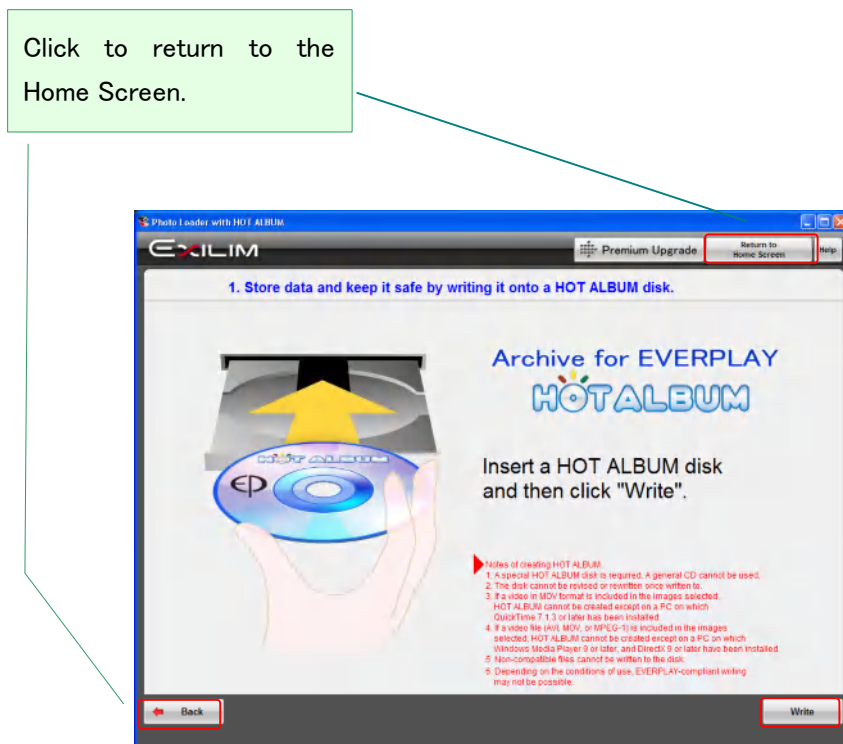 Click to return to the
Home Screen.
Photo Loader with HOT ALBUM
EXILIM
Premium Upgrade
Return to
Home Screen
Help
1. Store data and keep it safe by writing it onto a HOT ALBUM disk.
Archive for EVERPLAY
HOT ALBUM
HOT ALBUM
EP
Insert a HOT ALBUM disk
and then click "Write".
Notes of creating HOT ALBUM.
1. A special HOT ALBUM disk is required. A general CD cannot be used.
2. The disk cannot be revised or rewritten once written to.
3. If a video in MOV format is included in the images selected,
HOT ALBUM cannot be created except on a PC on which
QuickTime 7.1.3 or later has been installed.
4. If a video file (AVI, MOV, or MPEG-1) is included in the images
selected, HOT ALBUM cannot be created except on a PC on which
Windows Media Player 9 or later, and DirectX 9 or later have been installed.
5. Non-compatible files cannot be written to the disk.
6. Depending on the conditions of use, EVERPLAY-compliant writing
may not be possible.
Back
Write